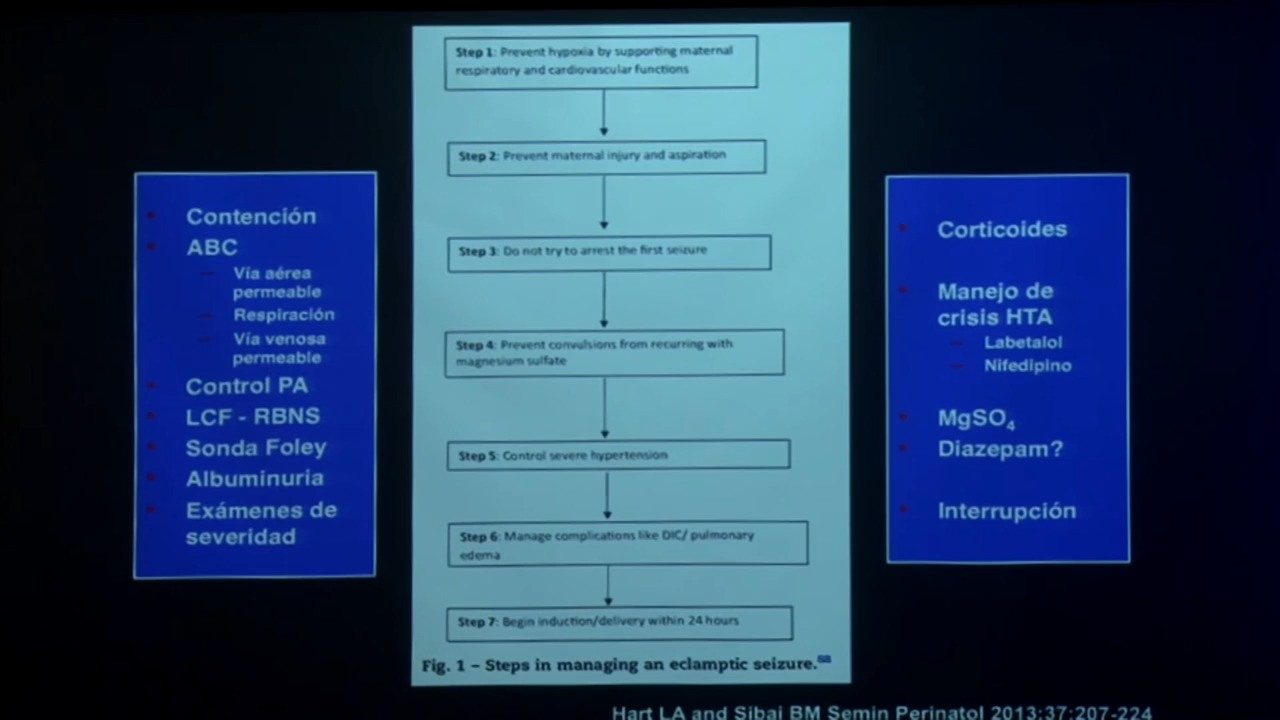 Contención
ABC
Vía aérea
permeable
Respiración
Vía venosa
permeable
Control PA
LCF - RBNS
Sonda Foley
Albuminuria
Exámenes de
severidad
Step 1: Prevent hypoxia by supporting maternal
respiratory and cardiovascular functions
Step 2: Prevent maternal injury and aspiration
Step 3: Do not try to arrest the first seizure
Step 4: Prevent convulsions from recurring with
magnesium sulfate
Step 5: Control severe hypertension
Step 6: Manage complications like DIC/ pulmonary
edema
Step 7: Begin induction/delivery within 24 hours
Fig. 1 – Steps in managing an eclamptic seizure.
Corticoides
Manejo de
crisis HTA
Labetalol
Nifedipino
MgSO₄
Diazepam?
Interrupción
Hart LA and Sibai BM Semin Perinatol 2013;37:207-224